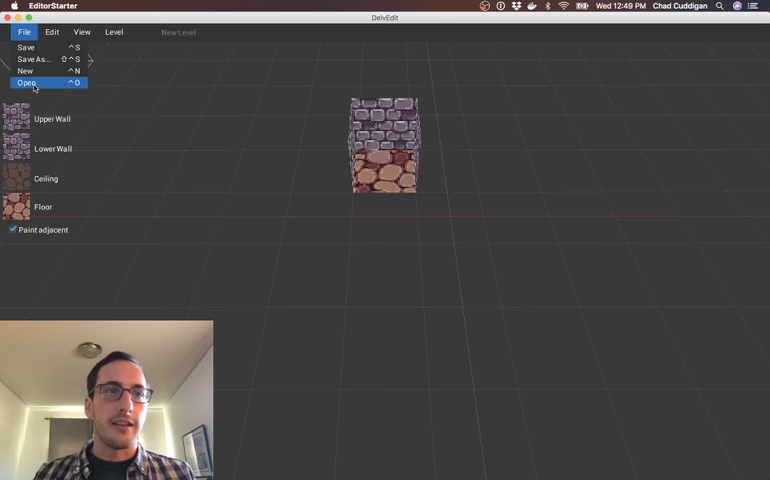 EditorStarter
Wed 12:49 PM Chad Cuddigan
DelvEdit
File Edit View Level New Level
Save ^S
Save As... ⇧^S
New ^N
Open ^O
Upper Wall
Lower Wall
Ceiling
Floor
Paint adjacent